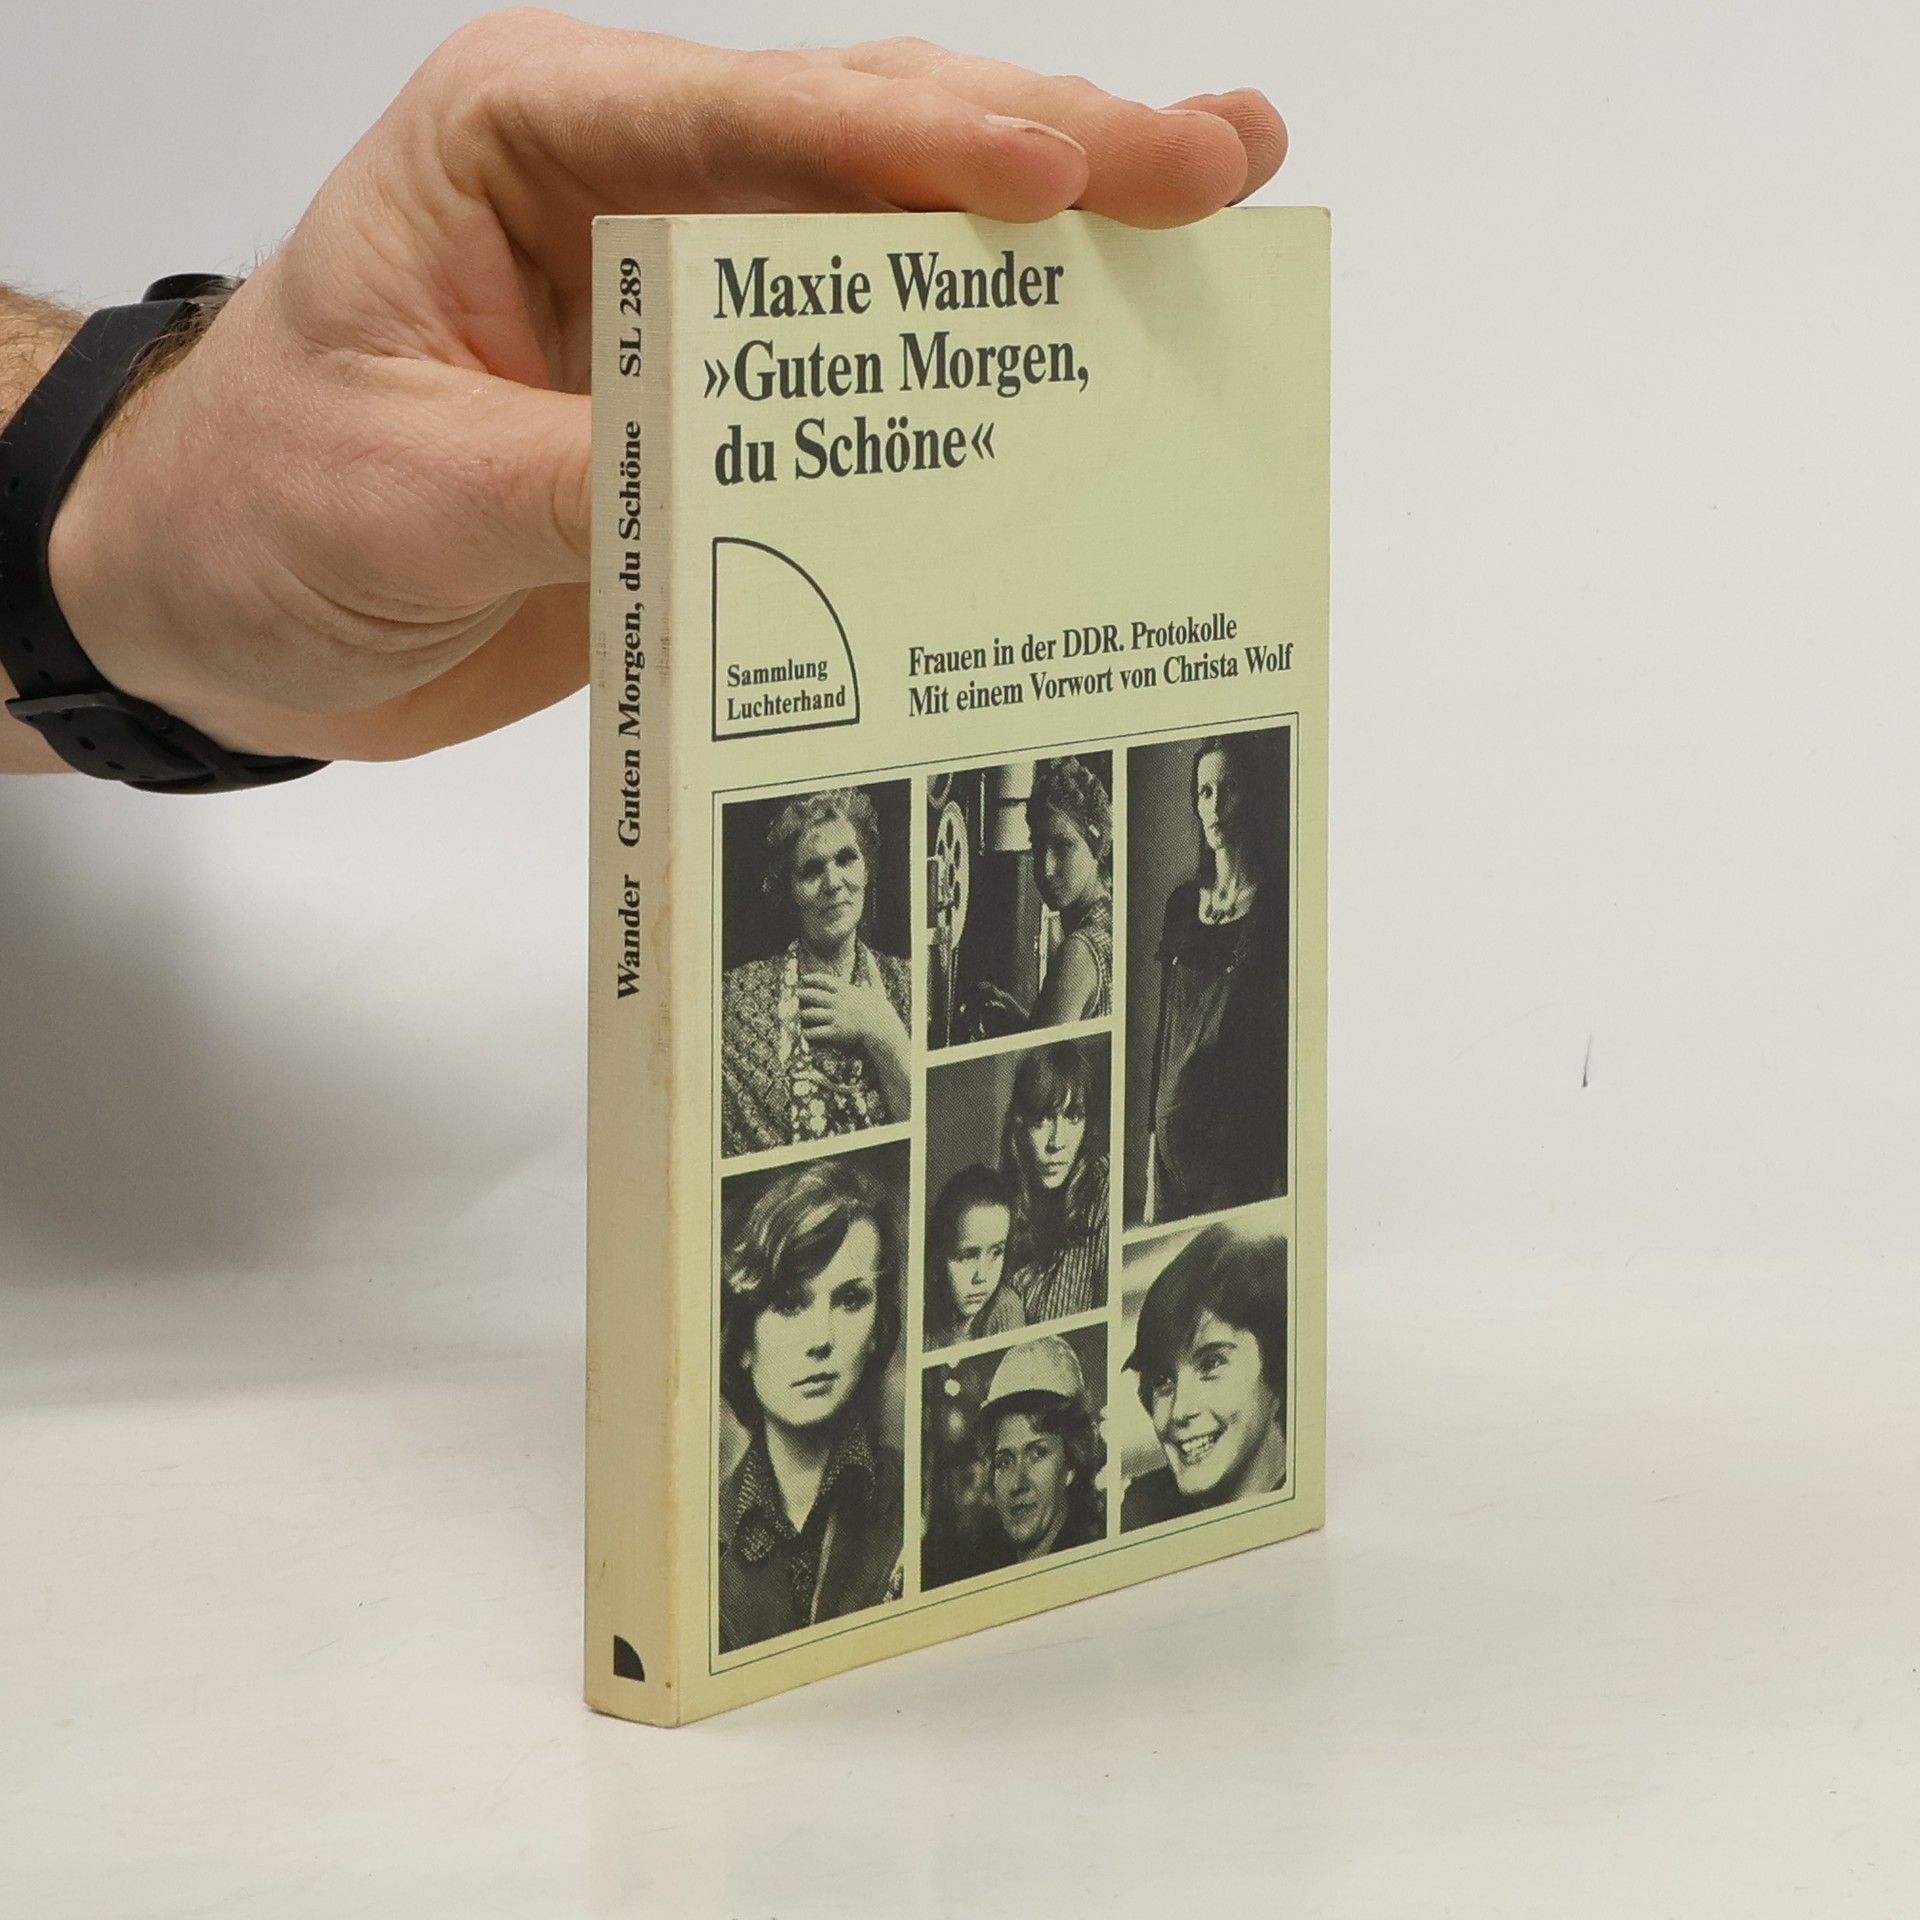 Wander Guten Morgen, du Schöne SL 289
Maxie Wander
»Guten Morgen,
du Schöne«
Sammlung
Luchterhand
Frauen in der DDR. Protokolle
Mit einem Vorwort von Christa Wolf